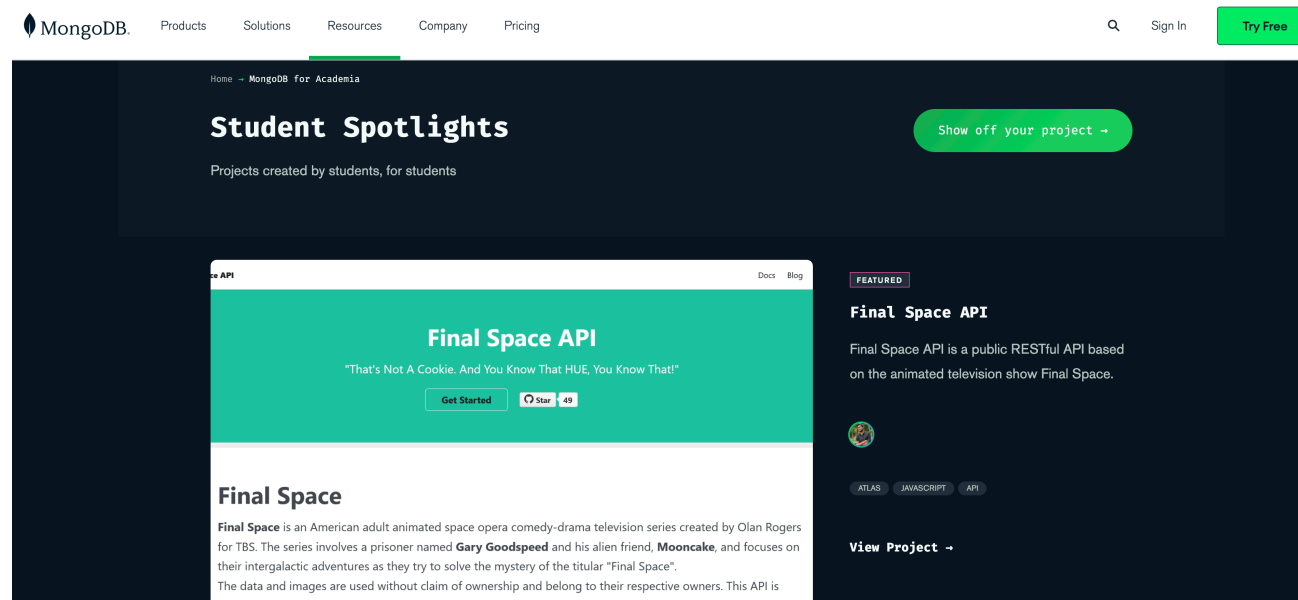 MongoDB.
Products Solutions Resources Company Pricing
Sign In
Try Free
Home → MongoDB for Academia
Student Spotlights
Show off your project →
Projects created by students, for students
ce API
Docs Blog
Final Space API
"That's Not A Cookie. And You Know That HUE, You Know That!"
Get Started
Star 49
Final Space
Final Space is an American adult animated space opera comedy-drama television series created by Olan Rogers
for TBS. The series involves a prisoner named Gary Goodspeed and his alien friend, Mooncake, and focuses on
their intergalactic adventures as they try to solve the mystery of the titular "Final Space".
The data and images are used without claim of ownership and belong to their respective owners. This API is
FEATURED
Final Space API
Final Space API is a public RESTful API based
on the animated television show Final Space.
ATLAS JAVASCRIPT API
View Project →